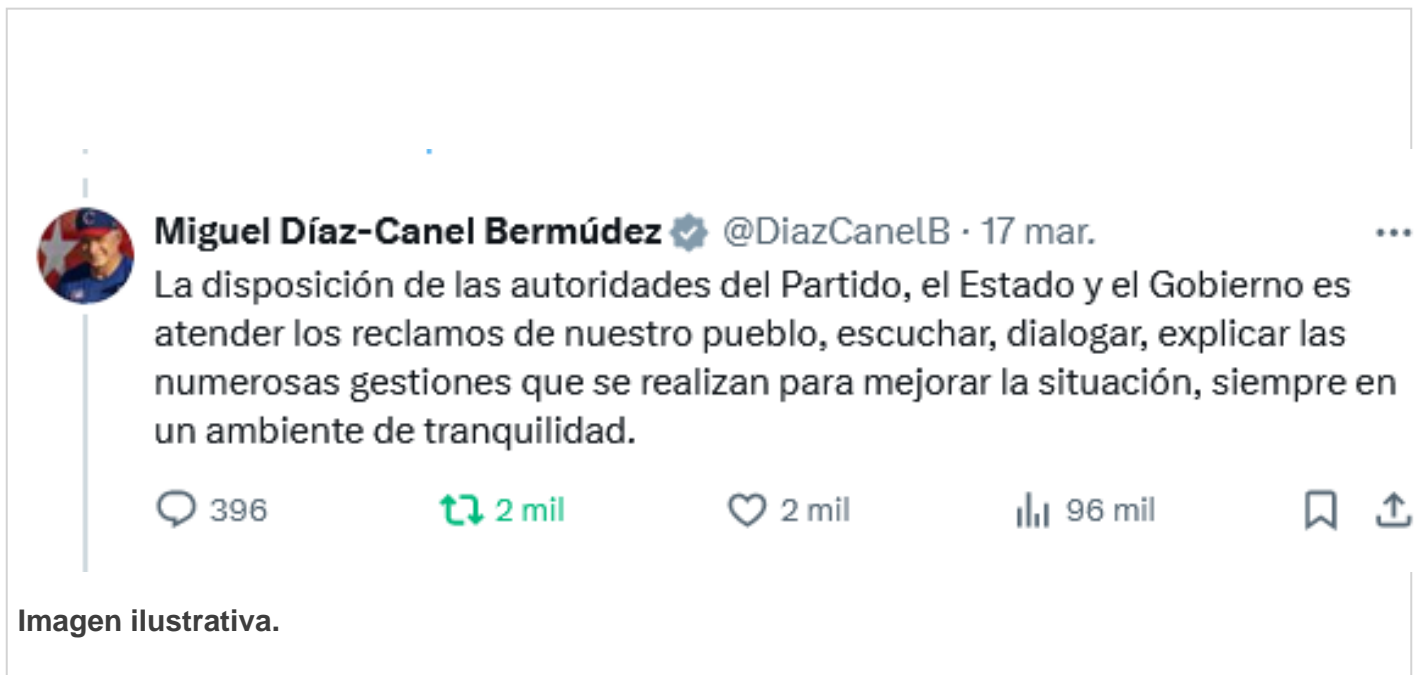 Miguel Díaz-Canel Bermúdez @DiazCanelB · 17 mar.
La disposición de las autoridades del Partido, el Estado y el Gobierno es
atender los reclamos de nuestro pueblo, escuchar, dialogar, explicar las
numerosas gestiones que se realizan para mejorar la situación, siempre en
un ambiente de tranquilidad.
396 2 mil 2 mil 96 mil
Imagen ilustrativa.